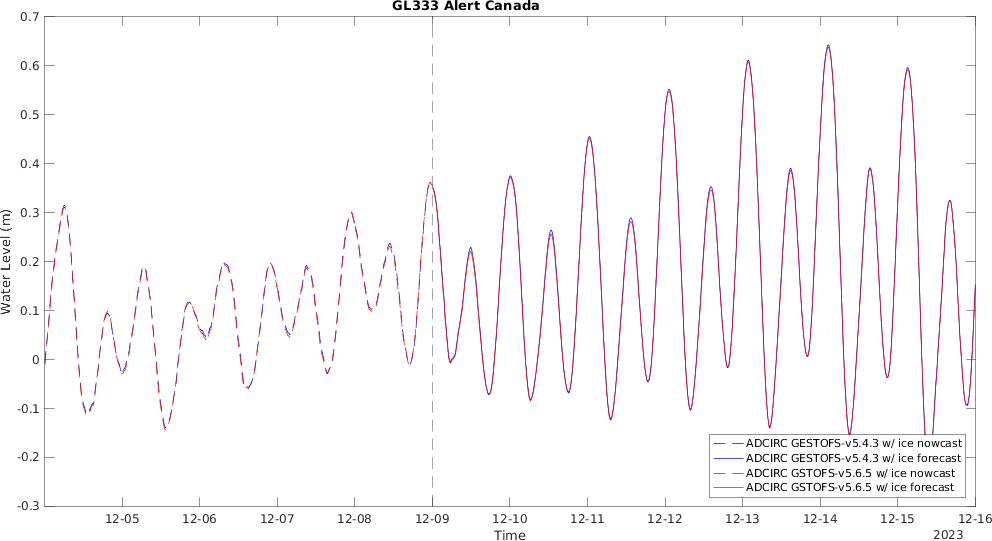 GL333 Alert Canada
0.7
0.6
0.5
0.4
0.3
0.2
0.1
0
-0.1
-0.2
-0.3
Water Level (m)
ADCIRC GESTOFS-v5.4.3 w/ ice nowcast
ADCIRC GESTOFS-v5.4.3 w/ ice forecast
ADCIRC GSTOFS-v5.6.5 w/ ice nowcast
ADCIRC GSTOFS-v5.6.5 w/ ice forecast
12-05 12-06 12-07 12-08 12-09 12-10 12-11 12-12 12-13 12-14 12-15 12-16
Time
2023